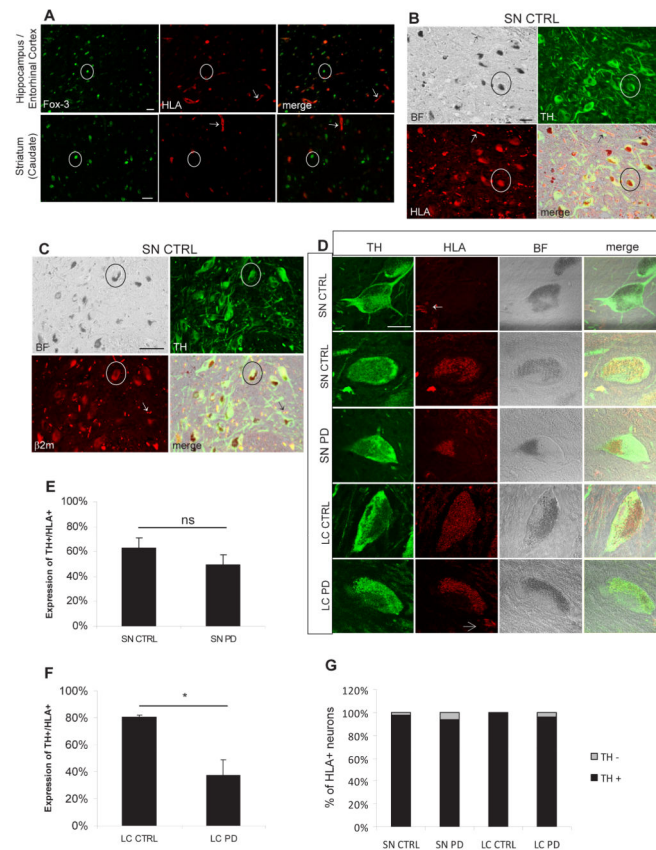 A
Hippocampus /
Entorhinal Cortex
Fox-3
HLA
merge
Striatum
(Caudate)
B
SN CTRL
BF
TH
HLA
merge
C
SN CTRL
BF
TH
β2m
merge
D
TH HLA BF merge
SN CTRL
SN CTRL
SN PD
LC CTRL
LC PD
E
Expression of TH+/HLA+
100%
80%
60%
40%
20%
0%
ns
SN CTRL SN PD
F
Expression of TH+/HLA+
100%
80%
60%
40%
20%
0%
*
LC CTRL LC PD
G
% of HLA+ neurons
120%
100%
80%
60%
40%
20%
0%
SN CTRL SN PD LC CTRL LC PD
TH -
TH +